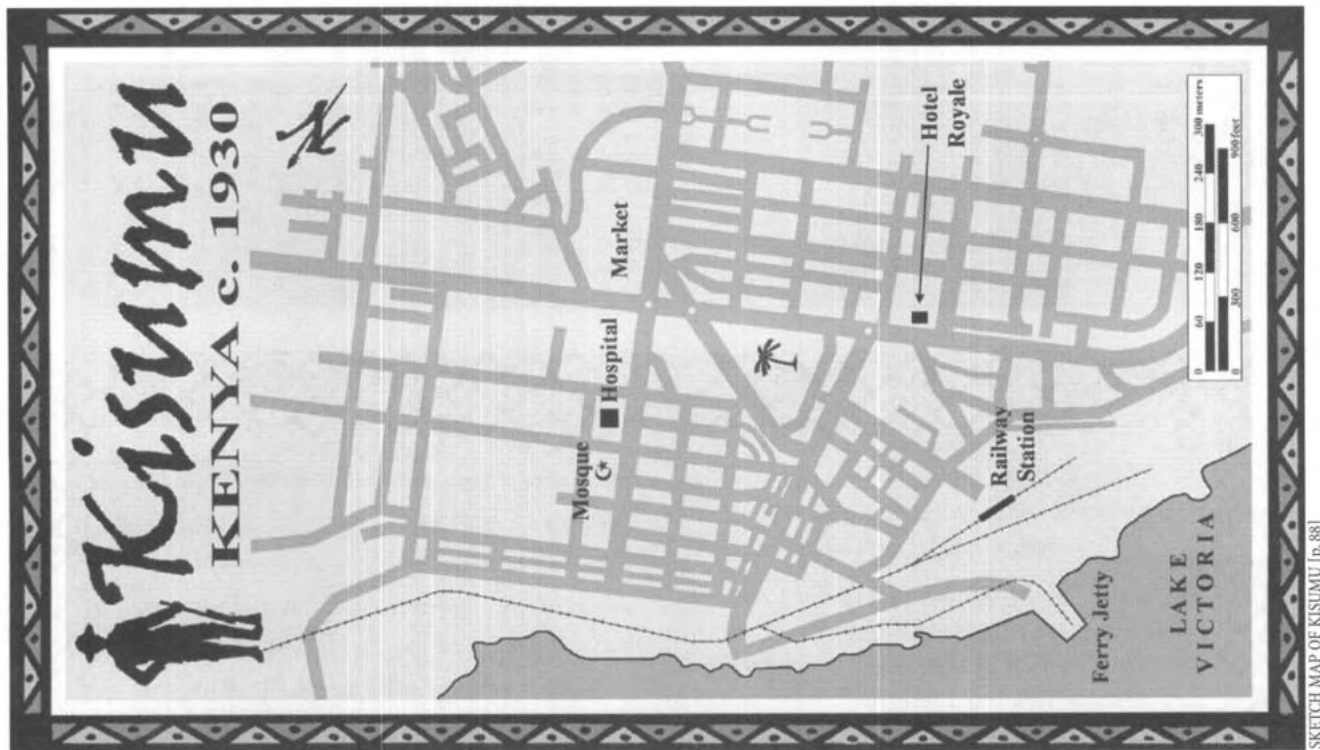 Kisumu
KENYA c. 1930
N
Market
Hospital
Mosque
Hotel
Royale
Railway
Station
Ferry Jetty
LAKE
VICTORIA
0 60 120 180 240 300 meters
0 300 600 900 feet
SKETCH MAP OF KISUMU [p. 88]